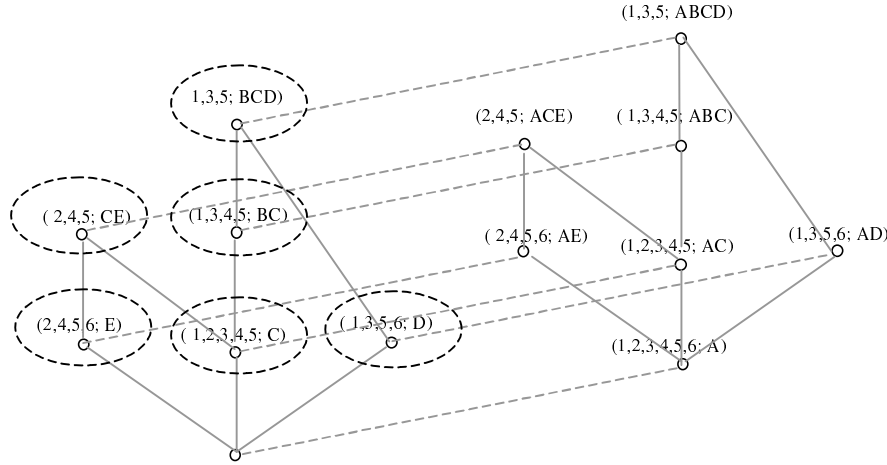 (1,3,5; ABCD)
1,3,5; BCD)
(2,4,5; ACE)
( 1,3,4,5; ABC)
( 2,4,5; CE)
(1,3,4,5; BC)
( 2,4,5,6; AE)
(1,2,3,4,5; AC)
(1,3,5,6; AD)
(2,4,5,6; E)
( 1,2,3,4,5; C)
( 1,3,5,6; D)
(1,2,3,4,5,6; A)